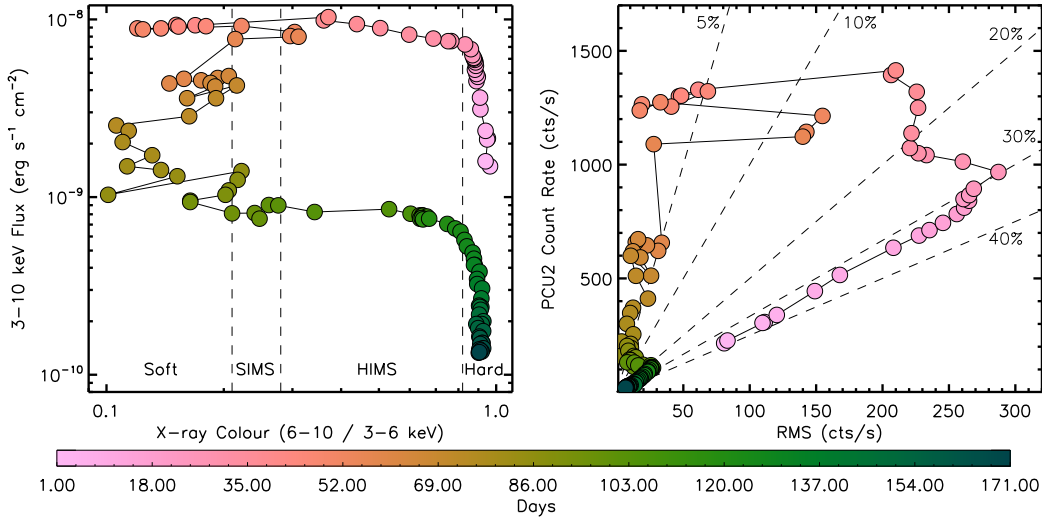 10⁻⁸
10⁻⁹
10⁻¹⁰
3-10 keV Flux (erg s⁻¹ cm⁻²)
Soft SIMS HIMS Hard
0.1 1.0
X-ray Colour (6-10 / 3-6 keV)
5% 10% 20%
30%
40%
1500
1000
500
PCU2 Count Rate (cts/s)
50 100 150 200 250 300
RMS (cts/s)
1.00 18.00 35.00 52.00 69.00 86.00 103.00 120.00 137.00 154.00 171.00
Days